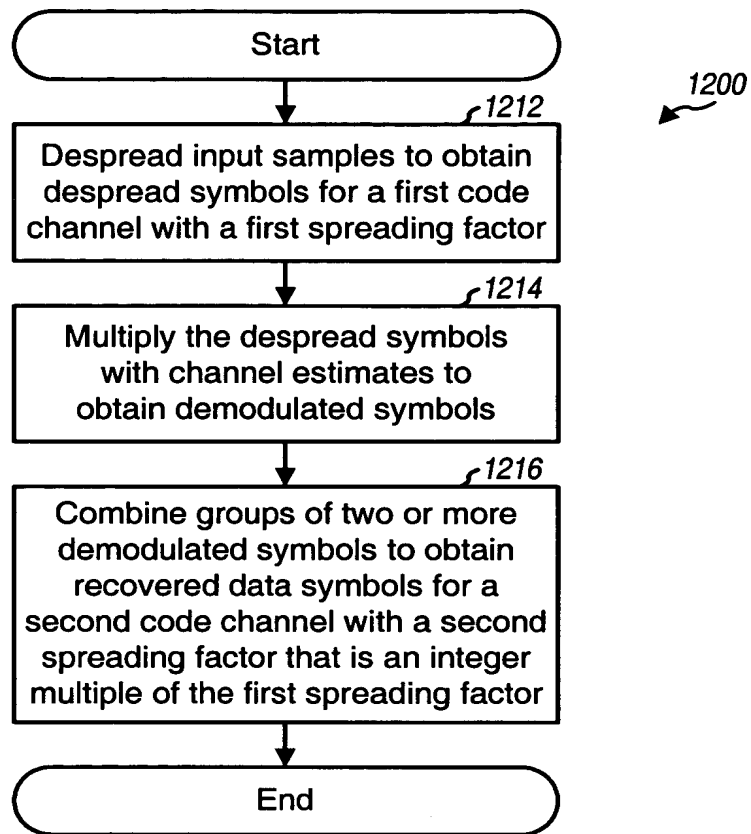 Start
1200
1212
Despread input samples to obtain
despread symbols for a first code
channel with a first spreading factor
1214
Multiply the despread symbols
with channel estimates to
obtain demodulated symbols
1216
Combine groups of two or more
demodulated symbols to obtain
recovered data symbols for a
second code channel with a second
spreading factor that is an integer
multiple of the first spreading factor
End